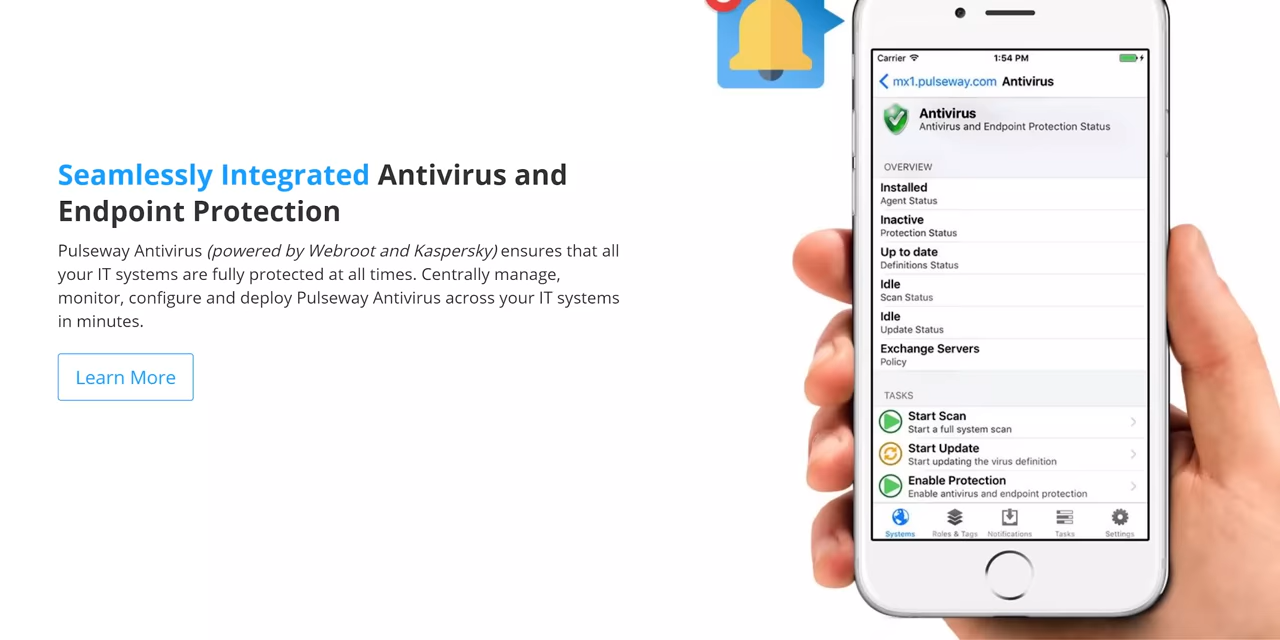 Seamlessly Integrated Antivirus and
Endpoint Protection
Pulseway Antivirus (powered by Webroot and Kaspersky) ensures that all
your IT systems are fully protected at all times. Centrally manage,
monitor, configure and deploy Pulseway Antivirus across your IT systems
in minutes.
Learn More
Carrier 1:54 PM
mx1.pulseway.com Antivirus
Antivirus
Antivirus and Endpoint Protection Status
OVERVIEW
Installed
Agent Status
Inactive
Protection Status
Up to date
Definitions Status
Idle
Scan Status
Idle
Update Status
Exchange Servers
Policy
TASKS
Start Scan
Start a full system scan
Start Update
Start updating the virus definition
Enable Protection
Enable antivirus and endpoint protection
Systems Roles & Tags Notifications Tasks Settings